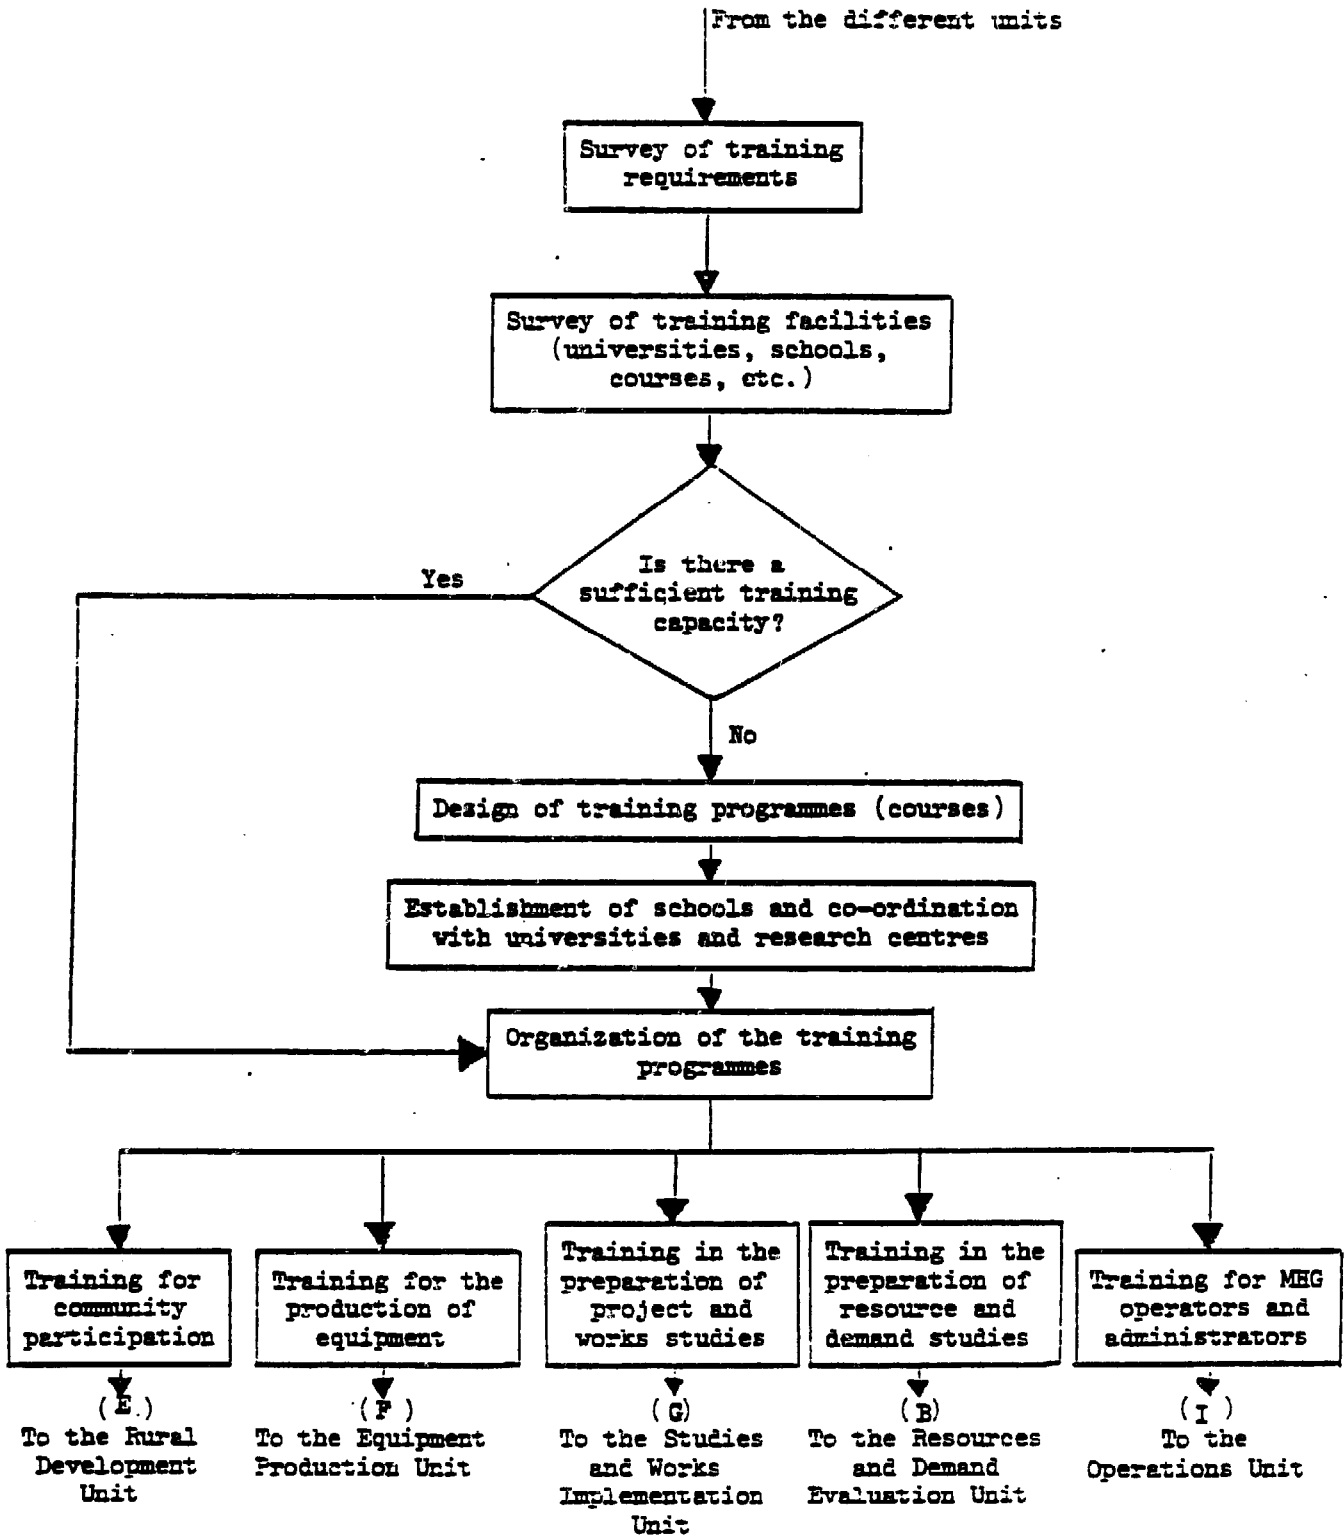 From the different units
Survey of training
requirements
Survey of training facilities
(universities, schools,
courses, etc.)
Is there a
sufficient training
capacity?
Yes
No
Design of training programmes (courses)
Establishment of schools and co-ordination
with universities and research centres
Organization of the training
programmes
Training for
community
participation
Training for the
production of
equipment
Training in the
preparation of
project and
works studies
Training in the
preparation of
resource and
demand studies
Training for MHG
operators and
administrators
(E.)
To the Rural
Development
Unit
(F)
To the Equipment
Production Unit
(G)
To the Studies
and Works
Implementation
Unit
(B)
To the Resources
and Demand
Evaluation Unit
(I)
To the
Operations Unit